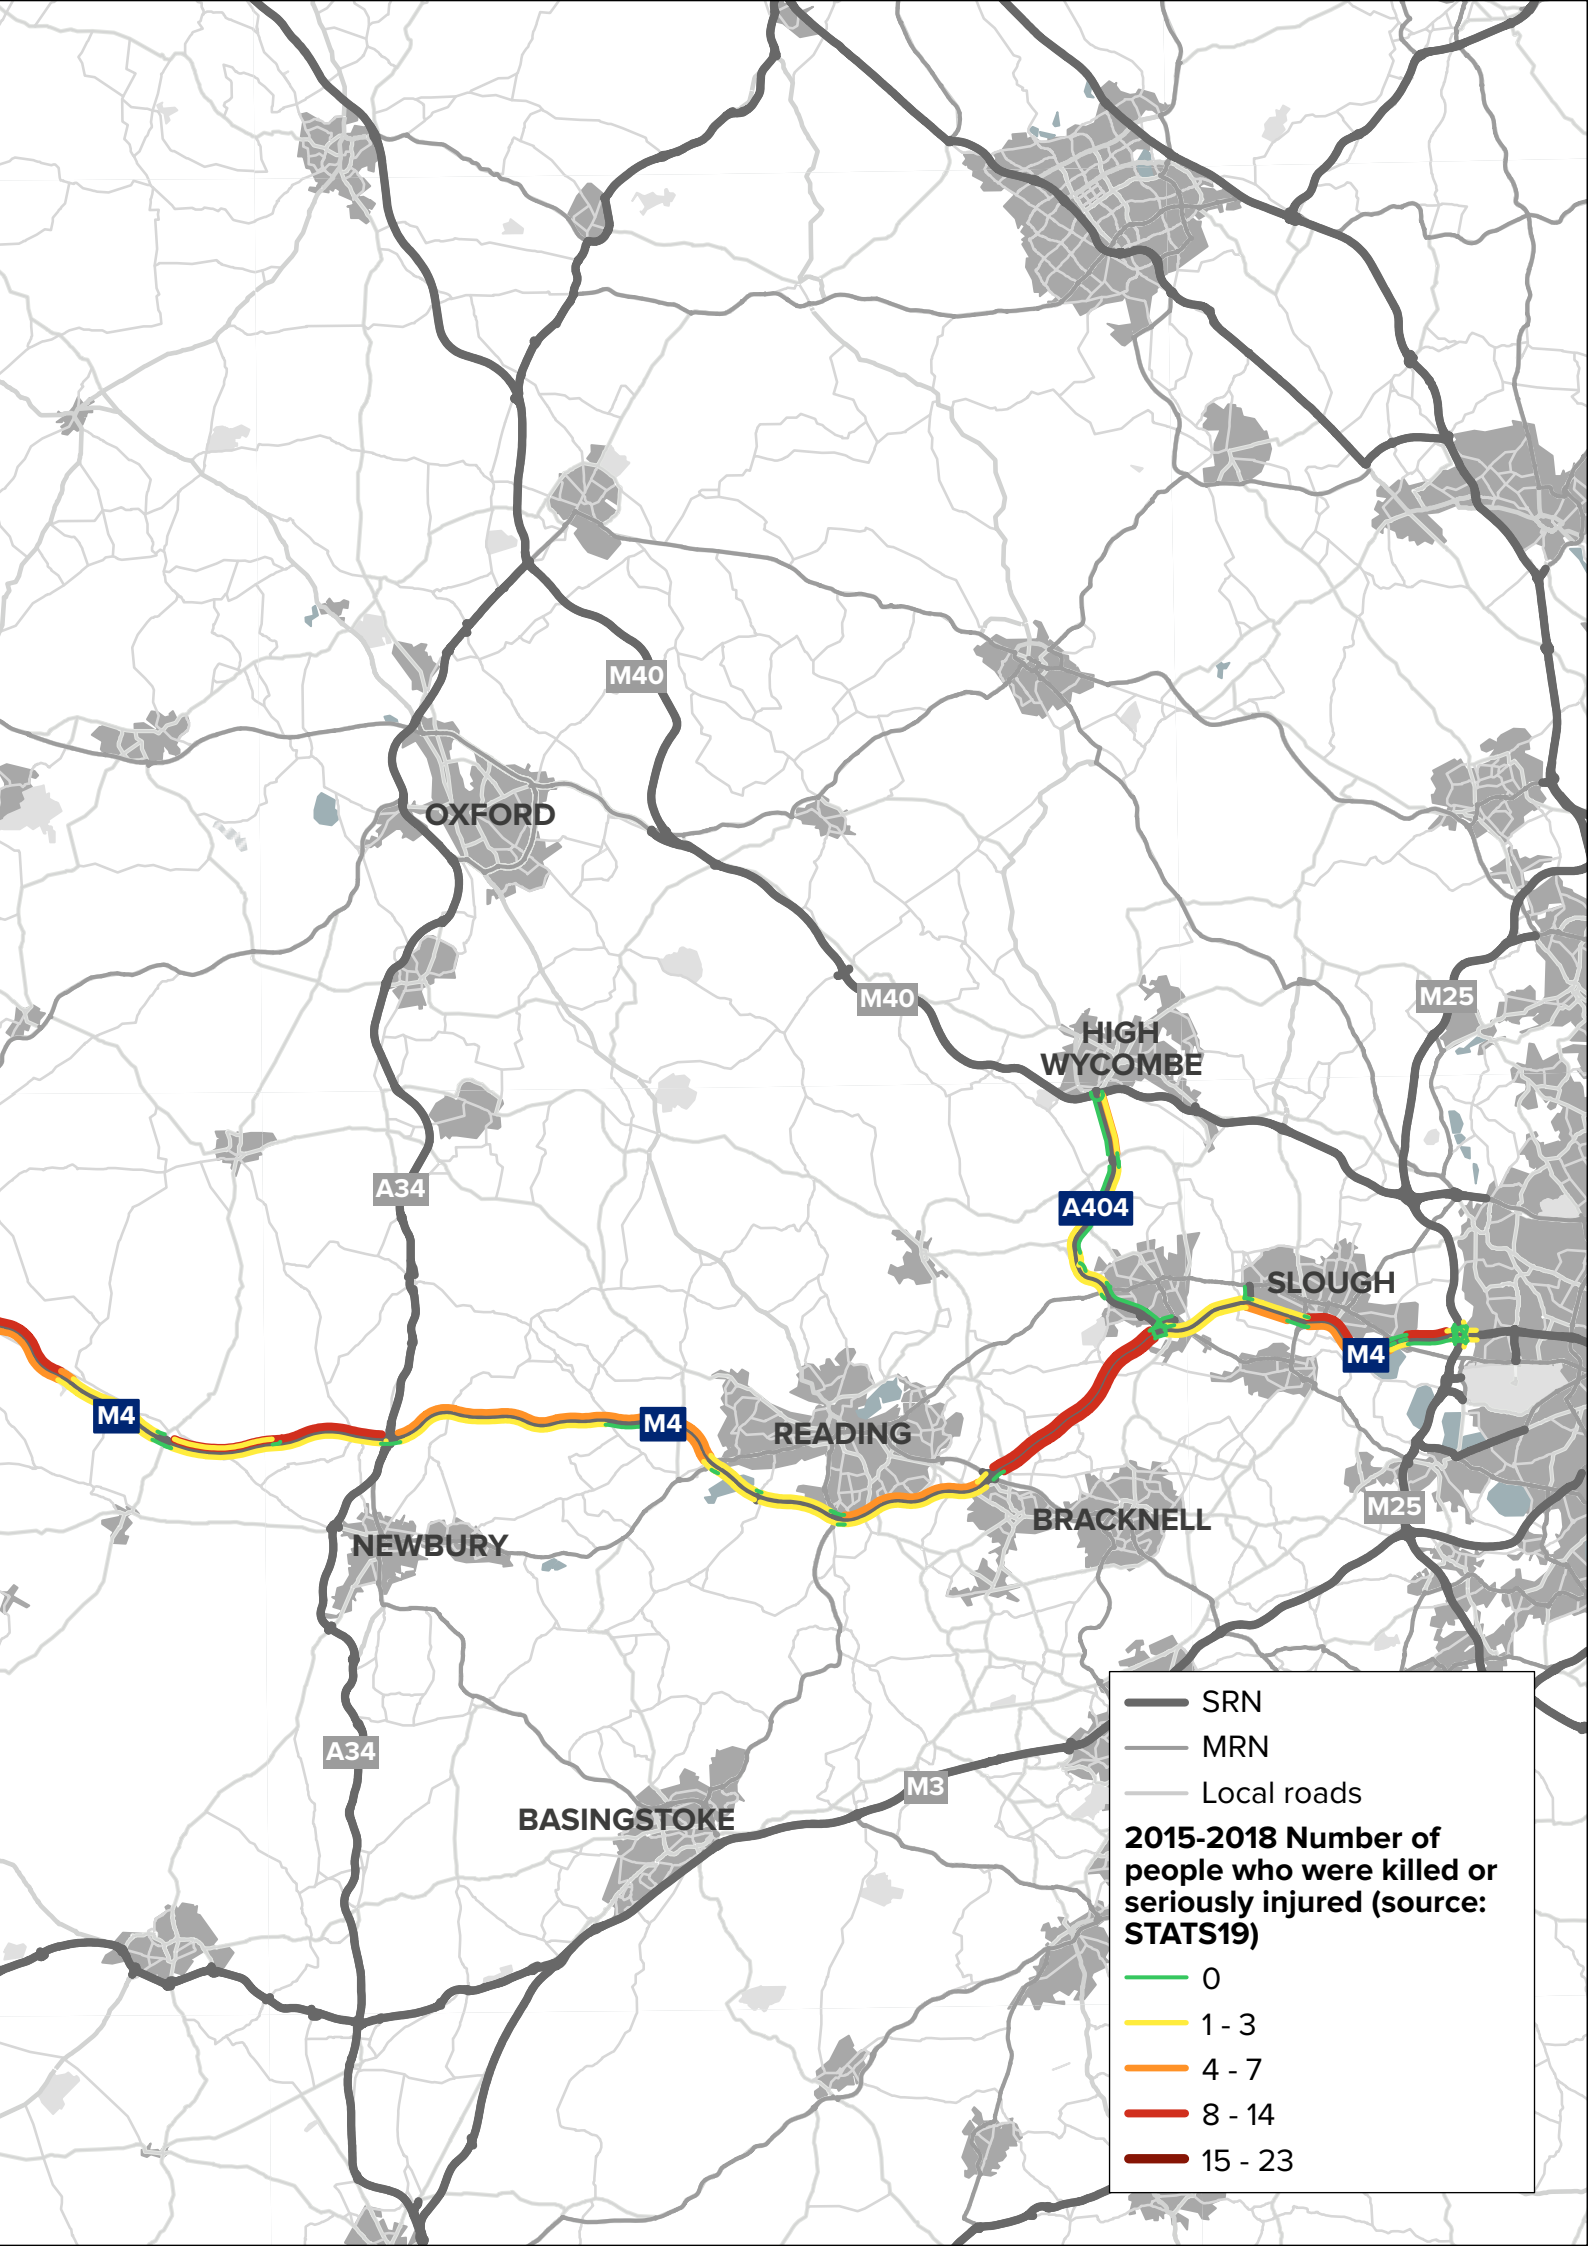 M40
OXFORD
M40
M25
HIGH
WYCOMBE
A34
A404
SLOUGH
M4
M4
M4
READING
M25
BRACKNELL
NEWBURY
A34
M3
BASINGSTOKE
SRN
MRN
Local roads
2015-2018 Number of
people who were killed or
seriously injured (source:
STATS19)
0
1 - 3
4 - 7
8 - 14
15 - 23